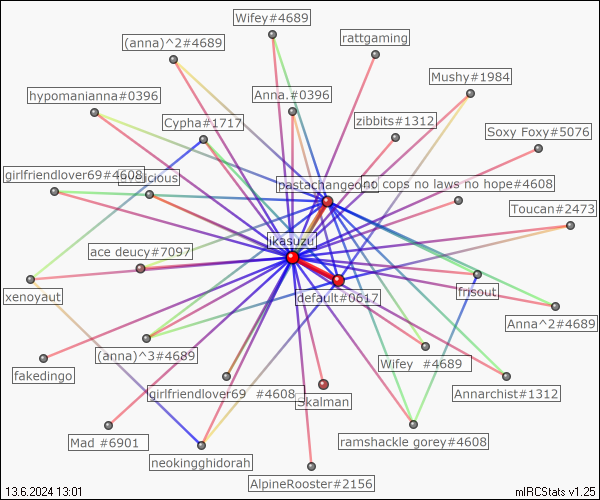 Wifey#4689
(anna)^2#4689
rattgaming
Mushy#1984
hypomanianna#0396
Anna.#0396
Cypha#1717
zibbits#1312
Soxy Foxy#5076
girlfriendlover69#4608
pastachange
no cops no laws no hope#4608
Toucan#2473
jkasuzu
ace deucy#7097
xenoyaut
default#0617
frisout
Anna^2#4689
(anna)^3#4689
Wifey #4689
fakedingo
girlfriendlover69 #4608
Skalman
Annarchist#1312
Mad #6901
ramshackle gorey#4608
neokingghidorah
AlpineRooster#2156
13.6.2024 13:01
mIRCStats v1.25